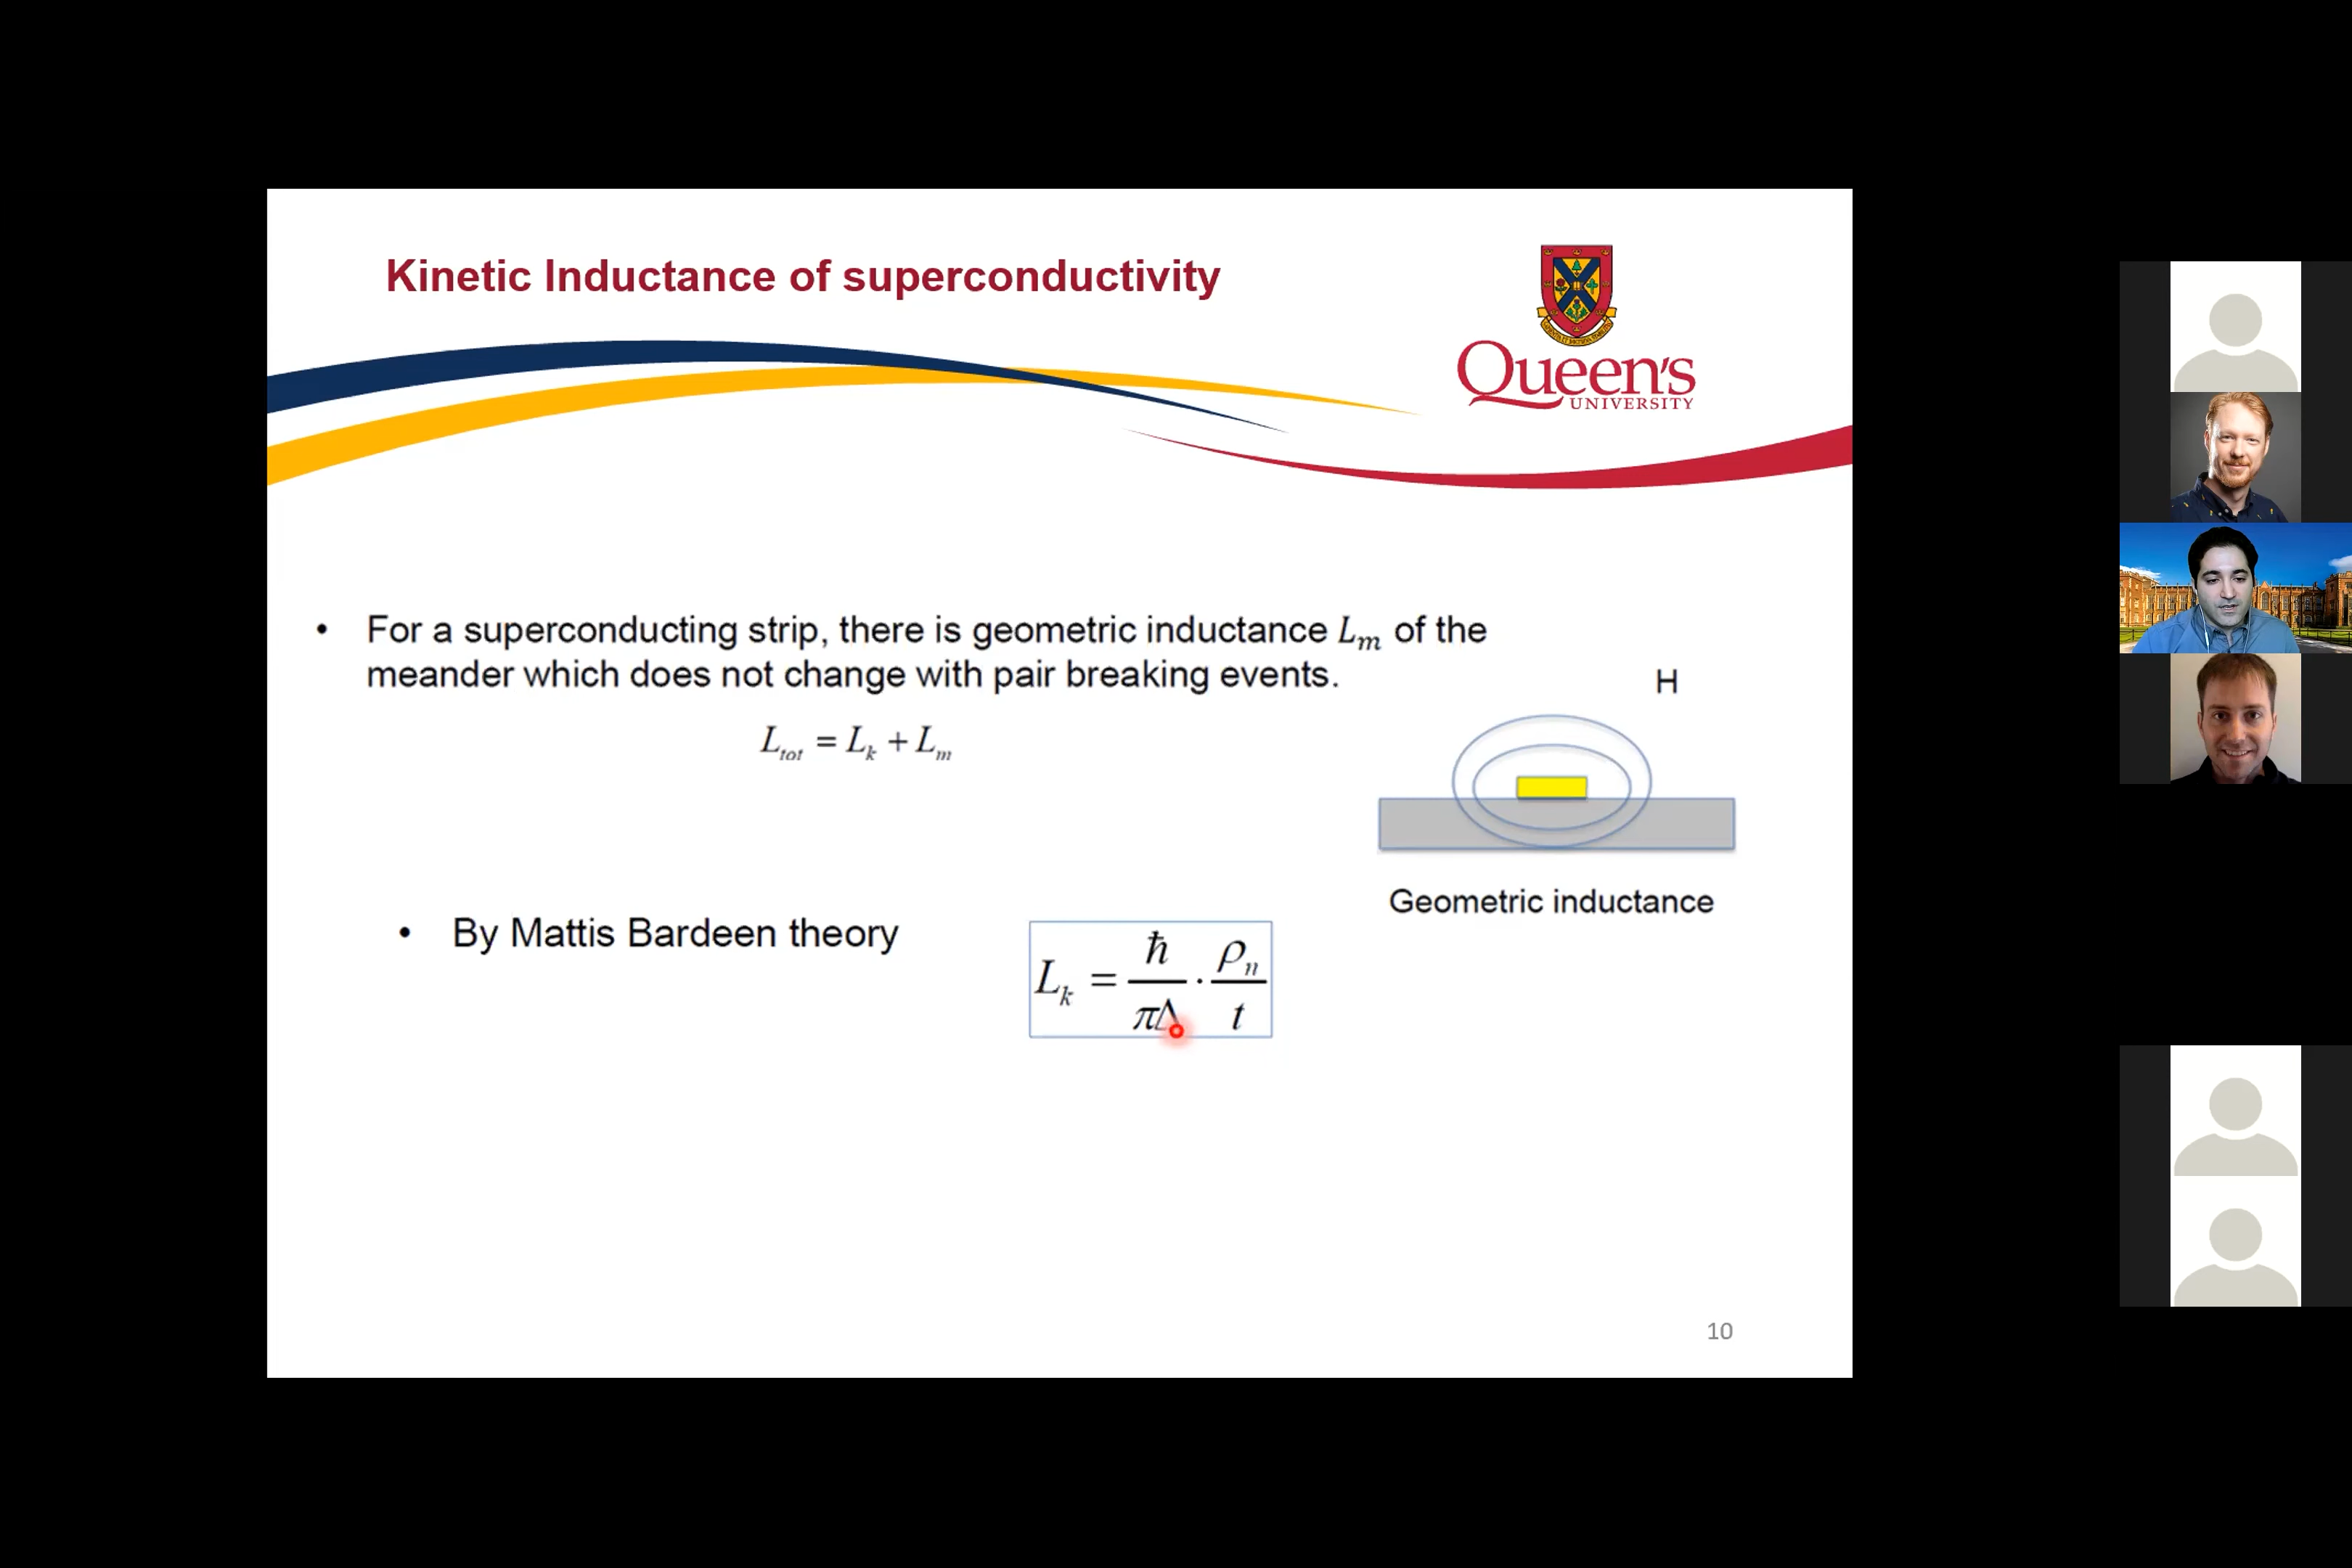 Kinetic Inductance of superconductivity
Queen's
UNIVERSITY
• For a superconducting strip, there is geometric inductance Lₘ of the
meander which does not change with pair breaking events.
H
L_tot = L_k + L_m
Geometric inductance
• By Mattis Bardeen theory
L_k = ħ/πΔ · ρ_n/t
10